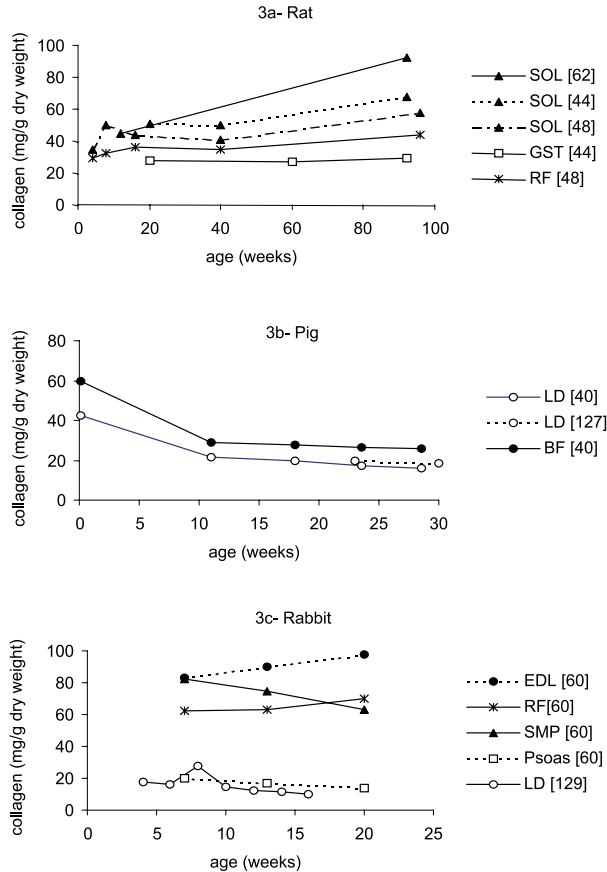 3a- Rat
collagen (mg/g dry weight)
100
80
60
40
20
0
0 20 40 60 80 100
age (weeks)
SOL [62]
SOL [44]
SOL [48]
GST [44]
RF [48]
3b- Pig
collagen (mg/g dry weight)
80
60
40
20
0
0 5 10 15 20 25 30
age (weeks)
LD [40]
LD [127]
BF [40]
3c- Rabbit
collagen (mg/g dry weight)
100
80
60
40
20
0
0 5 10 15 20 25
age (weeks)
EDL [60]
RF[60]
SMP [60]
Psoas [60]
LD [129]